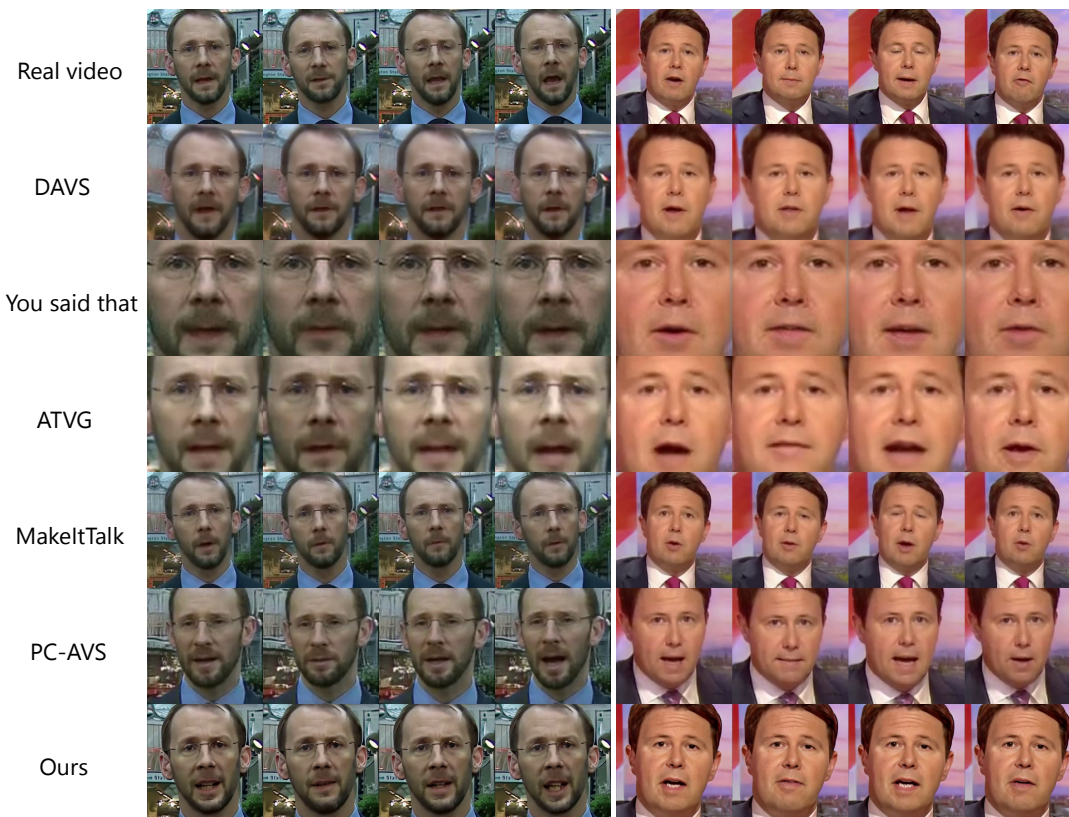 Real video
DAVS
You said that
ATVG
MakeItTalk
PC-AVS
Ours